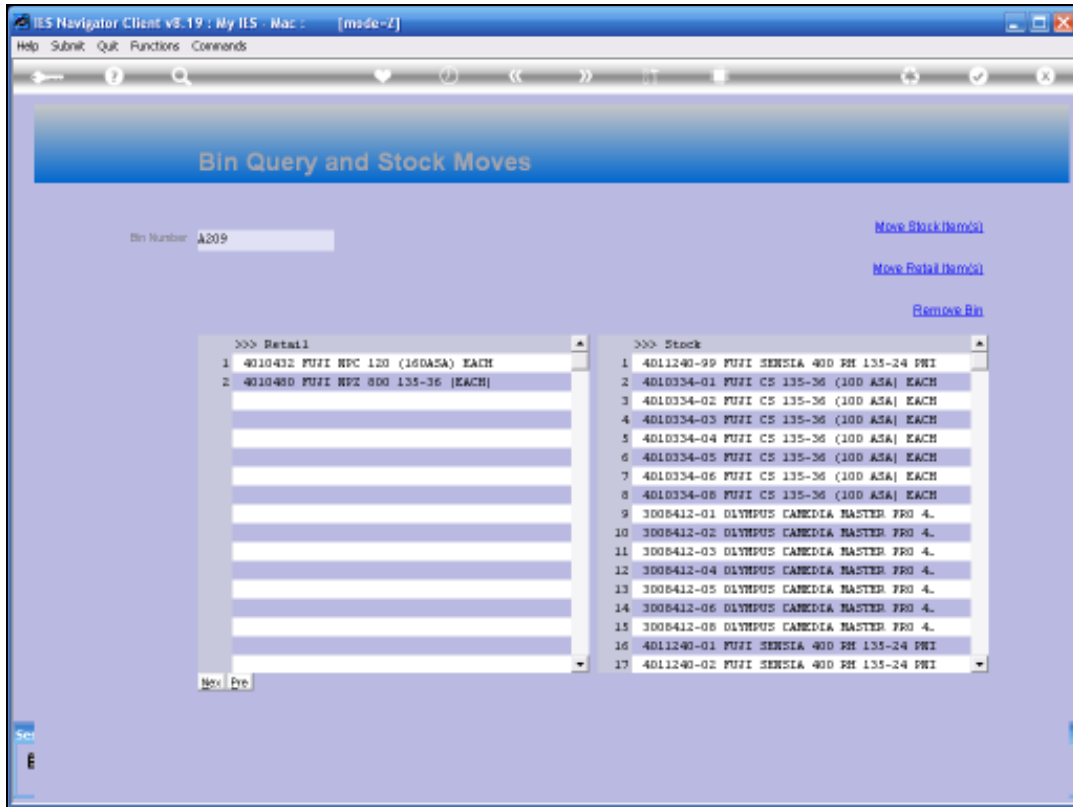 IES Navigator Client v8.19 : My IES - Mac : [mode=Z]
Help Submit Quit Functions Commands
Bin Query and Stock Moves
Bin Number A209
Move Stock Item(s)
Move Retail Item(s)
Remove Bin
>>> Retail
1 4010432 FUJI NPC 120 (160ASA) EACH
2 4010480 FUJI NPZ 800 135-36 |EACH|
>>> Stock
1 4011240-99 FUJI SENSIA 400 RH 135-24 PNI
2 4010334-01 FUJI CS 135-36 (100 ASA| EACH
3 4010334-02 FUJI CS 135-36 (100 ASA| EACH
4 4010334-03 FUJI CS 135-36 (100 ASA| EACH
5 4010334-04 FUJI CS 135-36 (100 ASA| EACH
6 4010334-05 FUJI CS 135-36 (100 ASA| EACH
7 4010334-06 FUJI CS 135-36 (100 ASA| EACH
8 4010334-08 FUJI CS 135-36 (100 ASA| EACH
9 3008412-01 OLYMPUS CAMEDIA MASTER PRO 4.
10 3008412-02 OLYMPUS CAMEDIA MASTER PRO 4.
11 3008412-03 OLYMPUS CAMEDIA MASTER PRO 4.
12 3008412-04 OLYMPUS CAMEDIA MASTER PRO 4.
13 3008412-05 OLYMPUS CAMEDIA MASTER PRO 4.
14 3008412-06 OLYMPUS CAMEDIA MASTER PRO 4.
15 3008412-08 OLYMPUS CAMEDIA MASTER PRO 4.
16 4011240-01 FUJI SENSIA 400 RH 135-24 PNI
17 4011240-02 FUJI SENSIA 400 RH 135-24 PNI
Nex Pre
Se